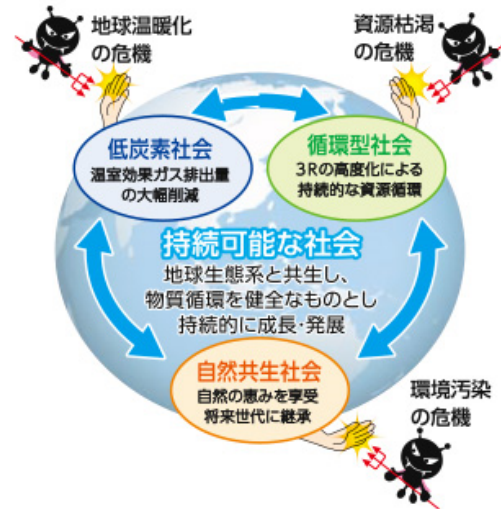 地球温暖化
の危機
資源枯渇
の危機
低炭素社会
温室効果ガス排出量
の大幅削減
循環型社会
3Rの高度化による
持続的な資源循環
持続可能な社会
地球生態系と共生し、
物質循環を健全なものとし
持続的に成長・発展
自然共生社会
自然の恵みを享受
将来世代に継承
環境汚染
の危機